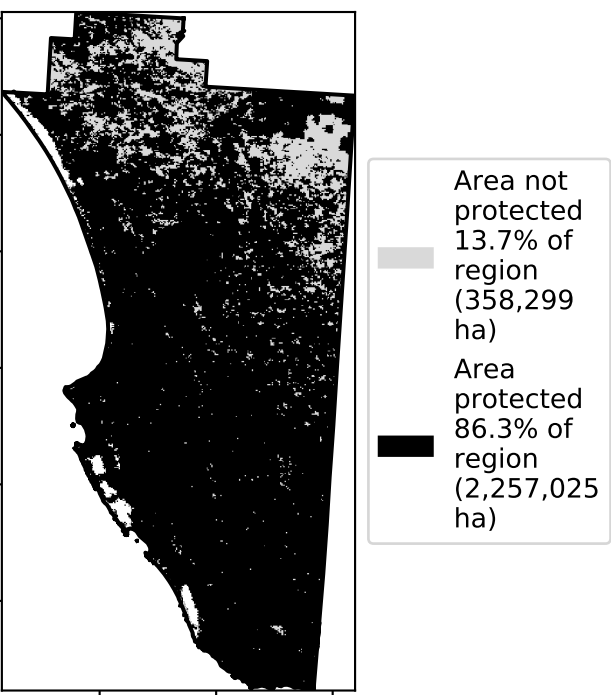 Area not
protected
13.7% of
region
(358,299
ha)
Area
protected
86.3% of
region
(2,257,025
ha)